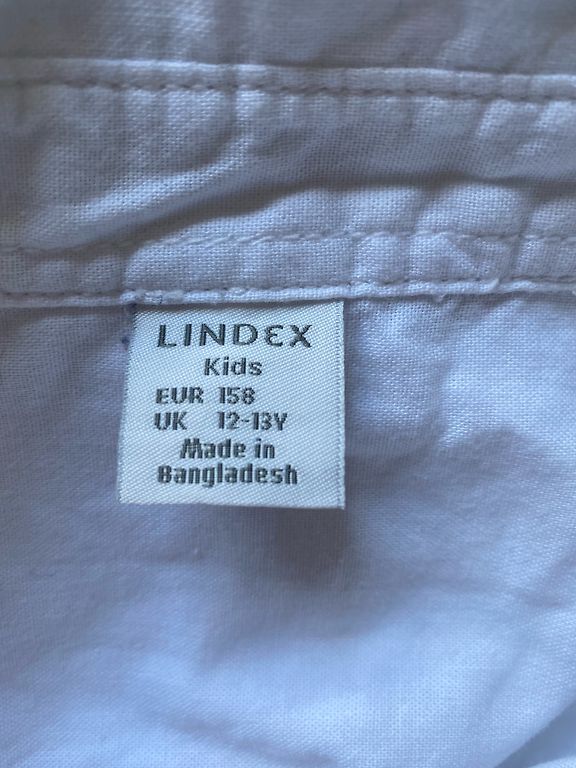 LINDEX
Kids
EUR 158
UK 12-13Y
Made in
Bangladesh